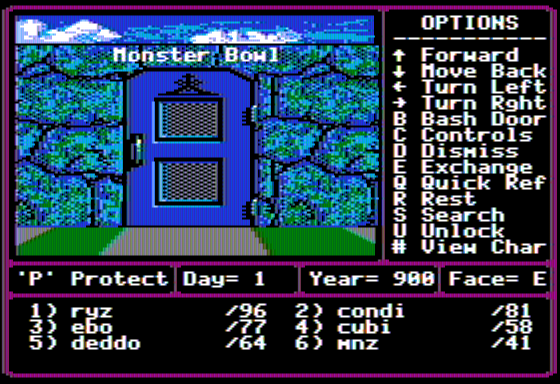 Monster Bowl
OPTIONS
------------
↑ Forward
↓ Move Back
← Turn Left
→ Turn Rght
B Bash Door
C Controls
D Dismiss
E Exchange
Q Quick Ref
R Rest
S Search
U Unlock
# View Char
'P' Protect Day= 1 Year= 900 Face= E
1) ryz /96 2) condi /81
3) ebo /77 4) cubi /58
5) deddo /64 6) mnz /41